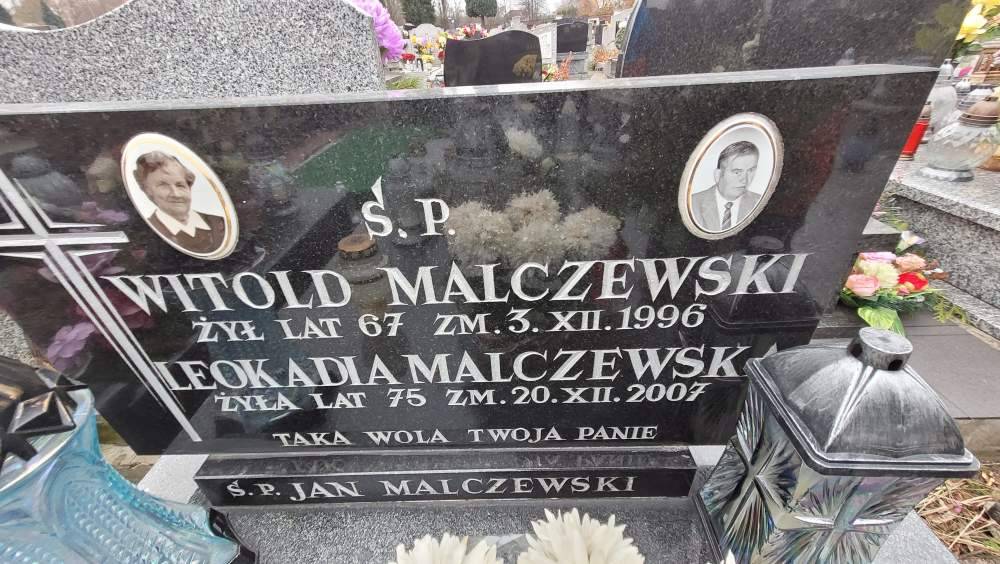 Ś. P.
WITOLD MALCZEWSKI
ŻYŁ LAT 67 ZM. 3. XII. 1996
LEOKADIA MALCZEWSKA
ŻYŁA LAT 75 ZM. 20. XII. 2007
TAKA WOLA TWOJA PANIE
Ś.P. JAN MALCZEWSKI